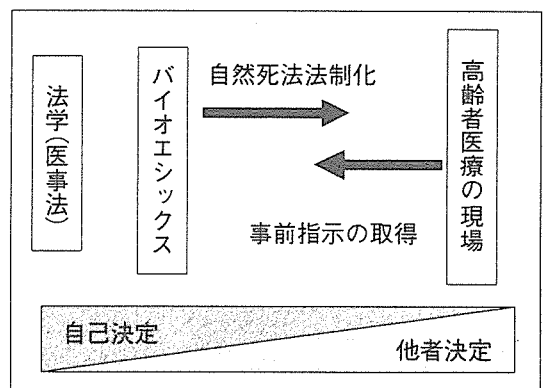 法学(医事法)
バイオエシックス
自然死法法制化
事前指示の取得
高齢者医療の現場
自己決定
他者決定